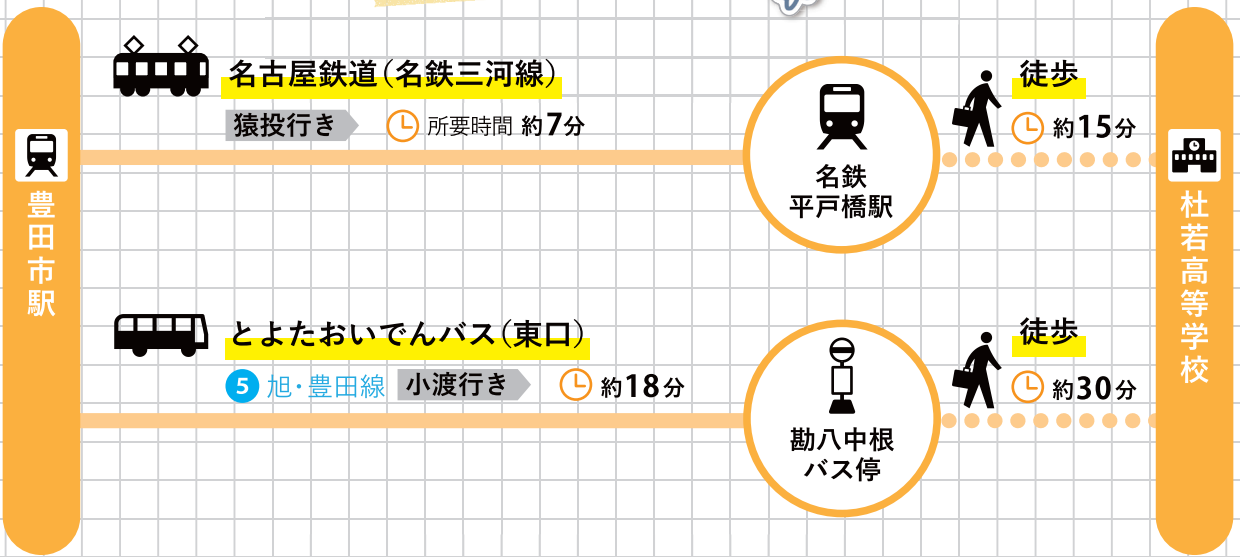 豊田市駅
名古屋鉄道(名鉄三河線)
猿投行き 所要時間 約7分
名鉄
平戸橋駅
徒歩
約15分
とよたおいでんバス(東口)
5 旭・豊田線 小渡行き 約18分
勘八中根
バス停
徒歩
約30分
杜若高等学校